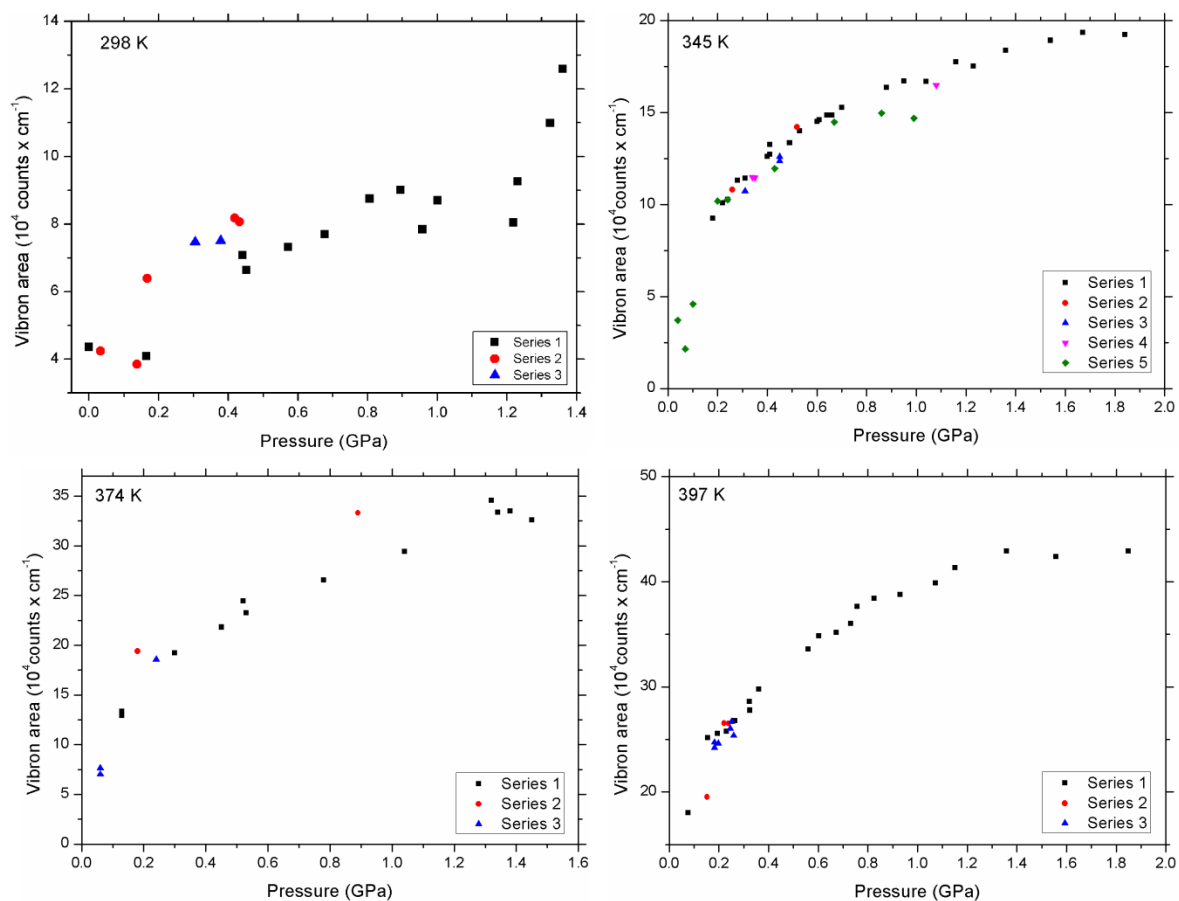 298 K
Vibron area (10⁴ counts x cm⁻¹)
14
12
10
8
6
4
0.0 0.2 0.4 0.6 0.8 1.0 1.2 1.4
Pressure (GPa)
Series 1
Series 2
Series 3
345 K
Vibron area (10⁴ counts x cm⁻¹)
20
15
10
5
0
0.0 0.2 0.4 0.6 0.8 1.0 1.2 1.4 1.6 1.8 2.0
Pressure (GPa)
Series 1
Series 2
Series 3
Series 4
Series 5
374 K
Vibron area (10⁴counts x cm⁻¹)
35
30
25
20
15
10
5
0
0.0 0.2 0.4 0.6 0.8 1.0 1.2 1.4 1.6
Pressure (GPa)
Series 1
Series 2
Series 3
397 K
Vibron area (10⁴counts x cm⁻¹)
50
40
30
20
0.0 0.2 0.4 0.6 0.8 1.0 1.2 1.4 1.6 1.8 2.0
Pressure (GPa)
Series 1
Series 2
Series 3